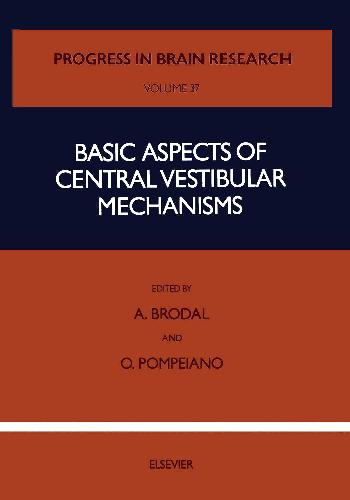 PROGRESS IN BRAIN RESEARCH
VOLUME 37
BASIC ASPECTS OF
CENTRAL VESTIBULAR
MECHANISMS
EDITED BY
A. BRODAL
AND
O. POMPEIANO
ELSEVIER